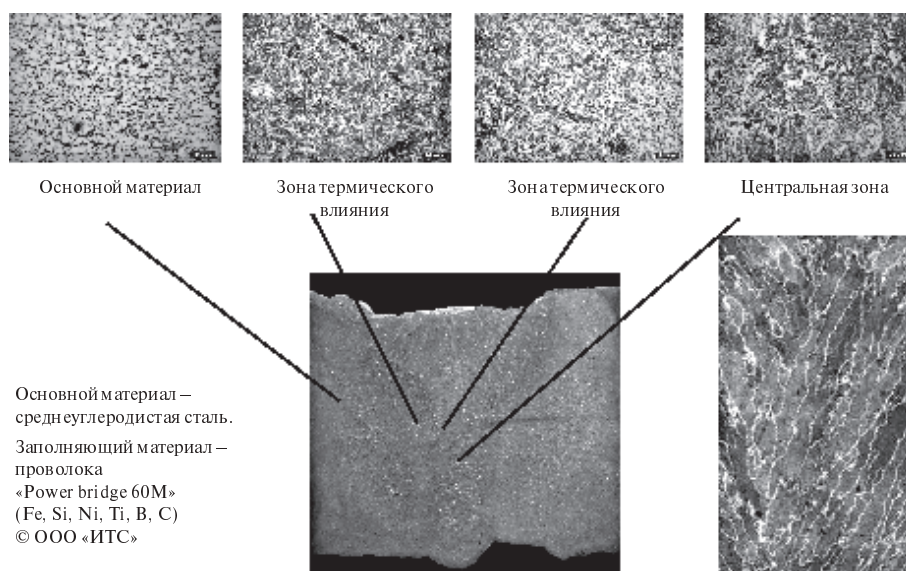 Основной материал
Зона термического
влияния
Зона термического
влияния
Центральная зона
Основной материал –
среднеуглеродистая сталь.
Заполняющий материал –
проволока
«Power bridge 60M»
(Fe, Si, Ni, Ti, B, C)
© ООО «ИТС»